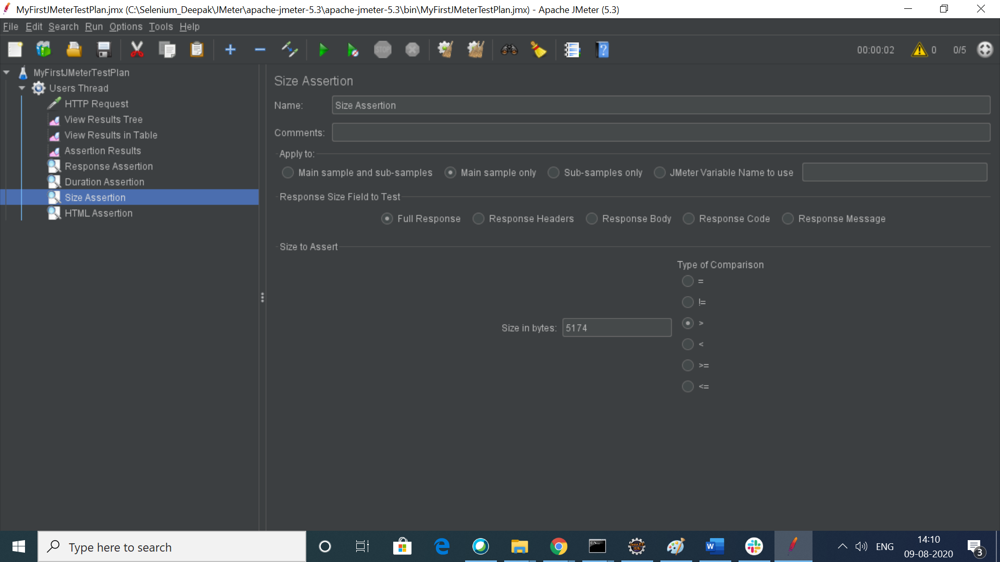 MyFirstJMeterTestPlan.jmx (C:\Selenium_Deepak\JMeter\apache-jmeter-5.3\apache-jmeter-5.3\bin\MyFirstJMeterTestPlan.jmx) - Apache JMeter (5.3)
File Edit Search Run Options Tools Help
STOP
00:00:02 0 0/5
MyFirstJMeterTestPlan
Users Thread
HTTP Request
View Results Tree
View Results in Table
Assertion Results
Response Assertion
Duration Assertion
Size Assertion
HTML Assertion
Size Assertion
Name: Size Assertion
Comments:
Apply to:
Main sample and sub-samples Main sample only Sub-samples only JMeter Variable Name to use
Response Size Field to Test
Full Response Response Headers Response Body Response Code Response Message
Size to Assert
Type of Comparison
=
!=
Size in bytes: 5174
>
<
>=
<=
Type here to search
Java EE
IDE
W
ENG
14:10
09-08-2020
3